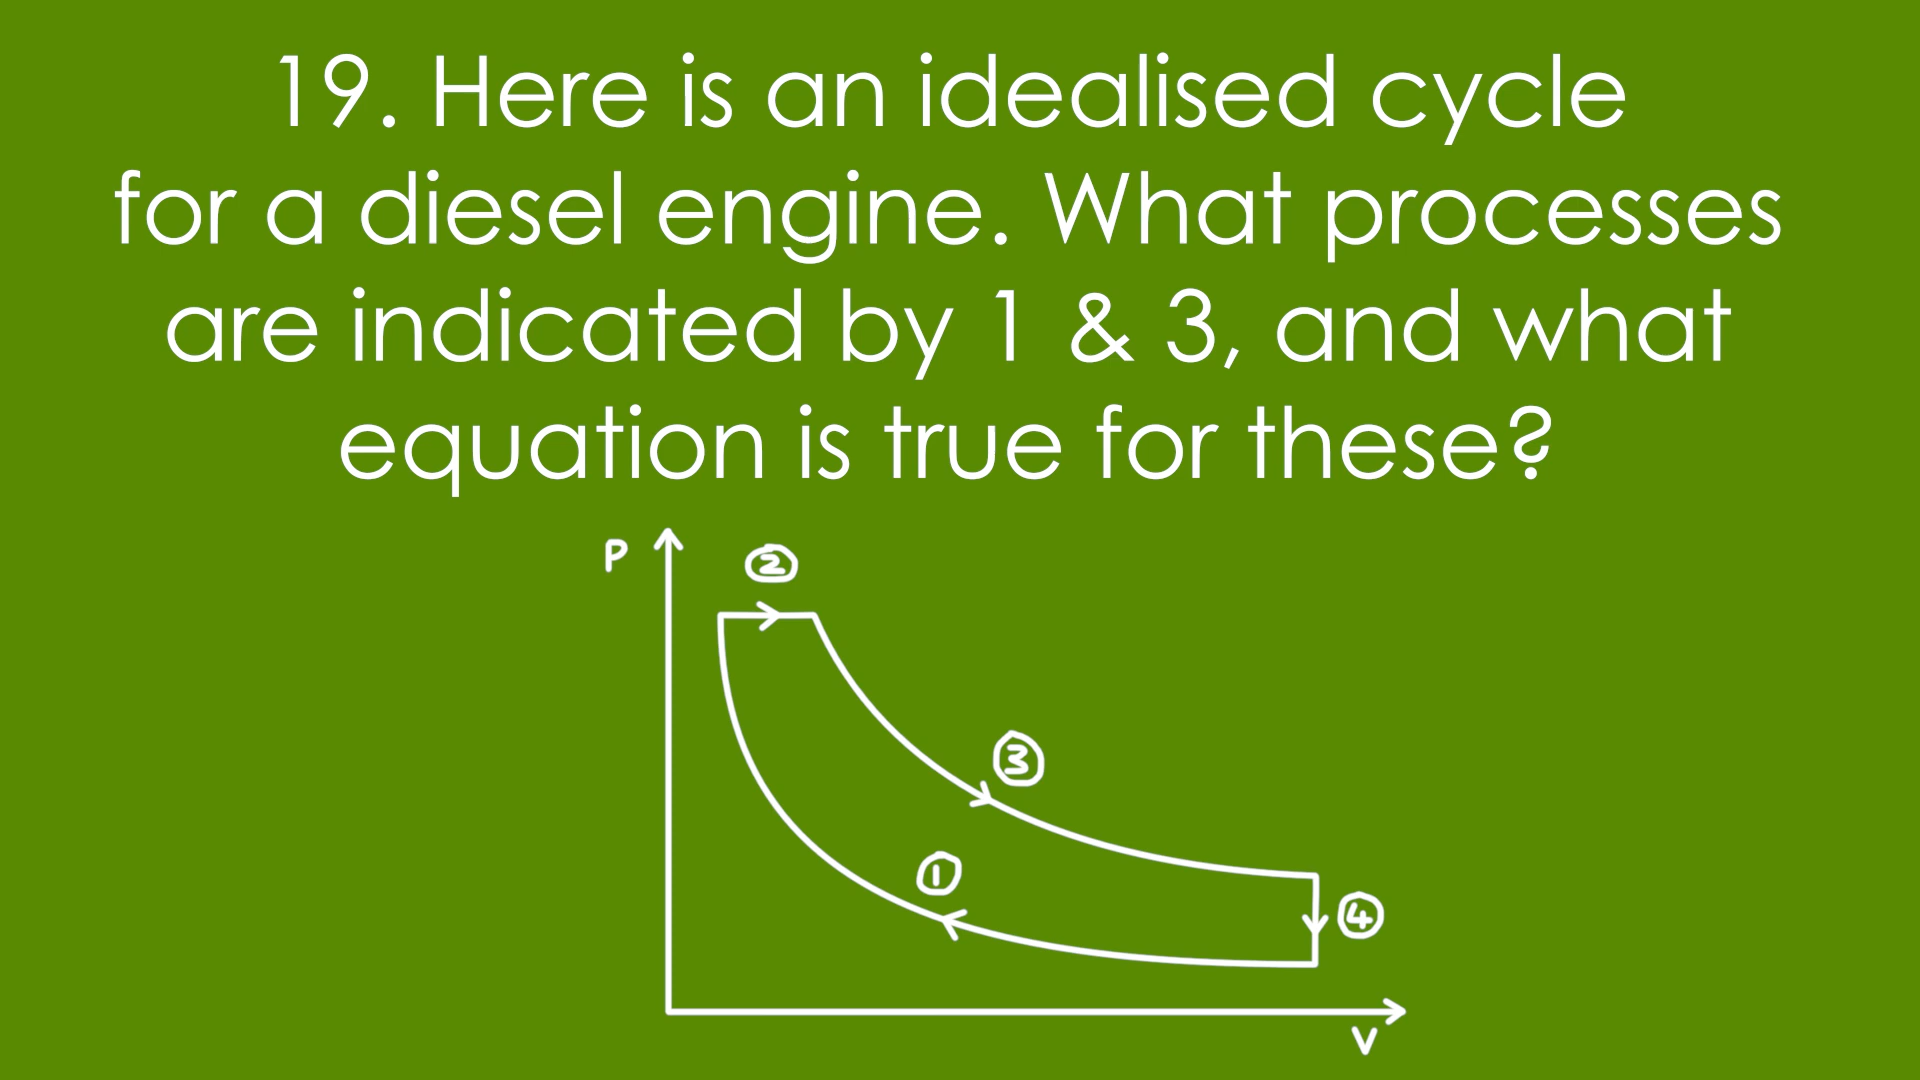 19. Here is an idealised cycle
for a diesel engine. What processes
are indicated by 1 & 3, and what
equation is true for these?
P
2
3
1
4
V